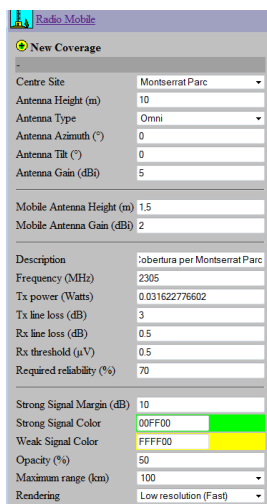 Radio Mobile
New Coverage
-
Centre Site Montserrat Parc
Antenna Height (m) 10
Antenna Type Omni
Antenna Azimuth (°) 0
Antenna Tilt (°) 0
Antenna Gain (dBi) 5
Mobile Antenna Height (m) 1,5
Mobile Antenna Gain (dBi) 2
Description obertura per Montserrat Parc
Frequency (MHz) 2305
Tx power (Watts) 0.031622776602
Tx line loss (dB) 3
Rx line loss (dB) 0.5
Rx threshold (µV) 0.5
Required reliability (%) 70
Strong Signal Margin (dB) 10
Strong Signal Color 00FF00
Weak Signal Color FFFF00
Opacity (%) 50
Maximum range (km) 100
Rendering Low resolution (Fast)